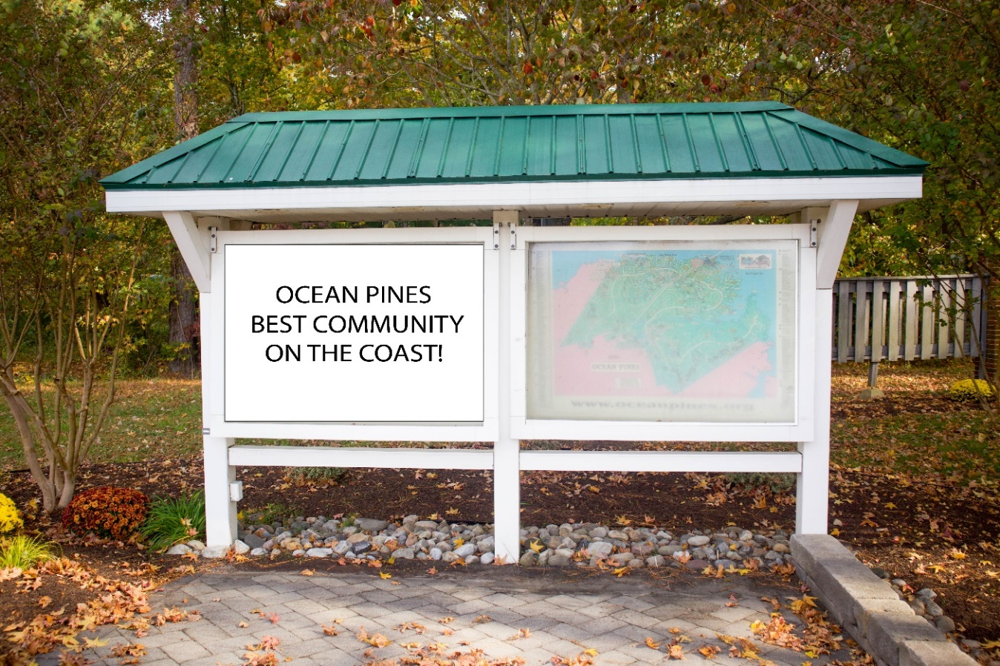 OCEAN PINES
BEST COMMUNITY
ON THE COAST!
OCEAN PINES
www.oceanpines.org